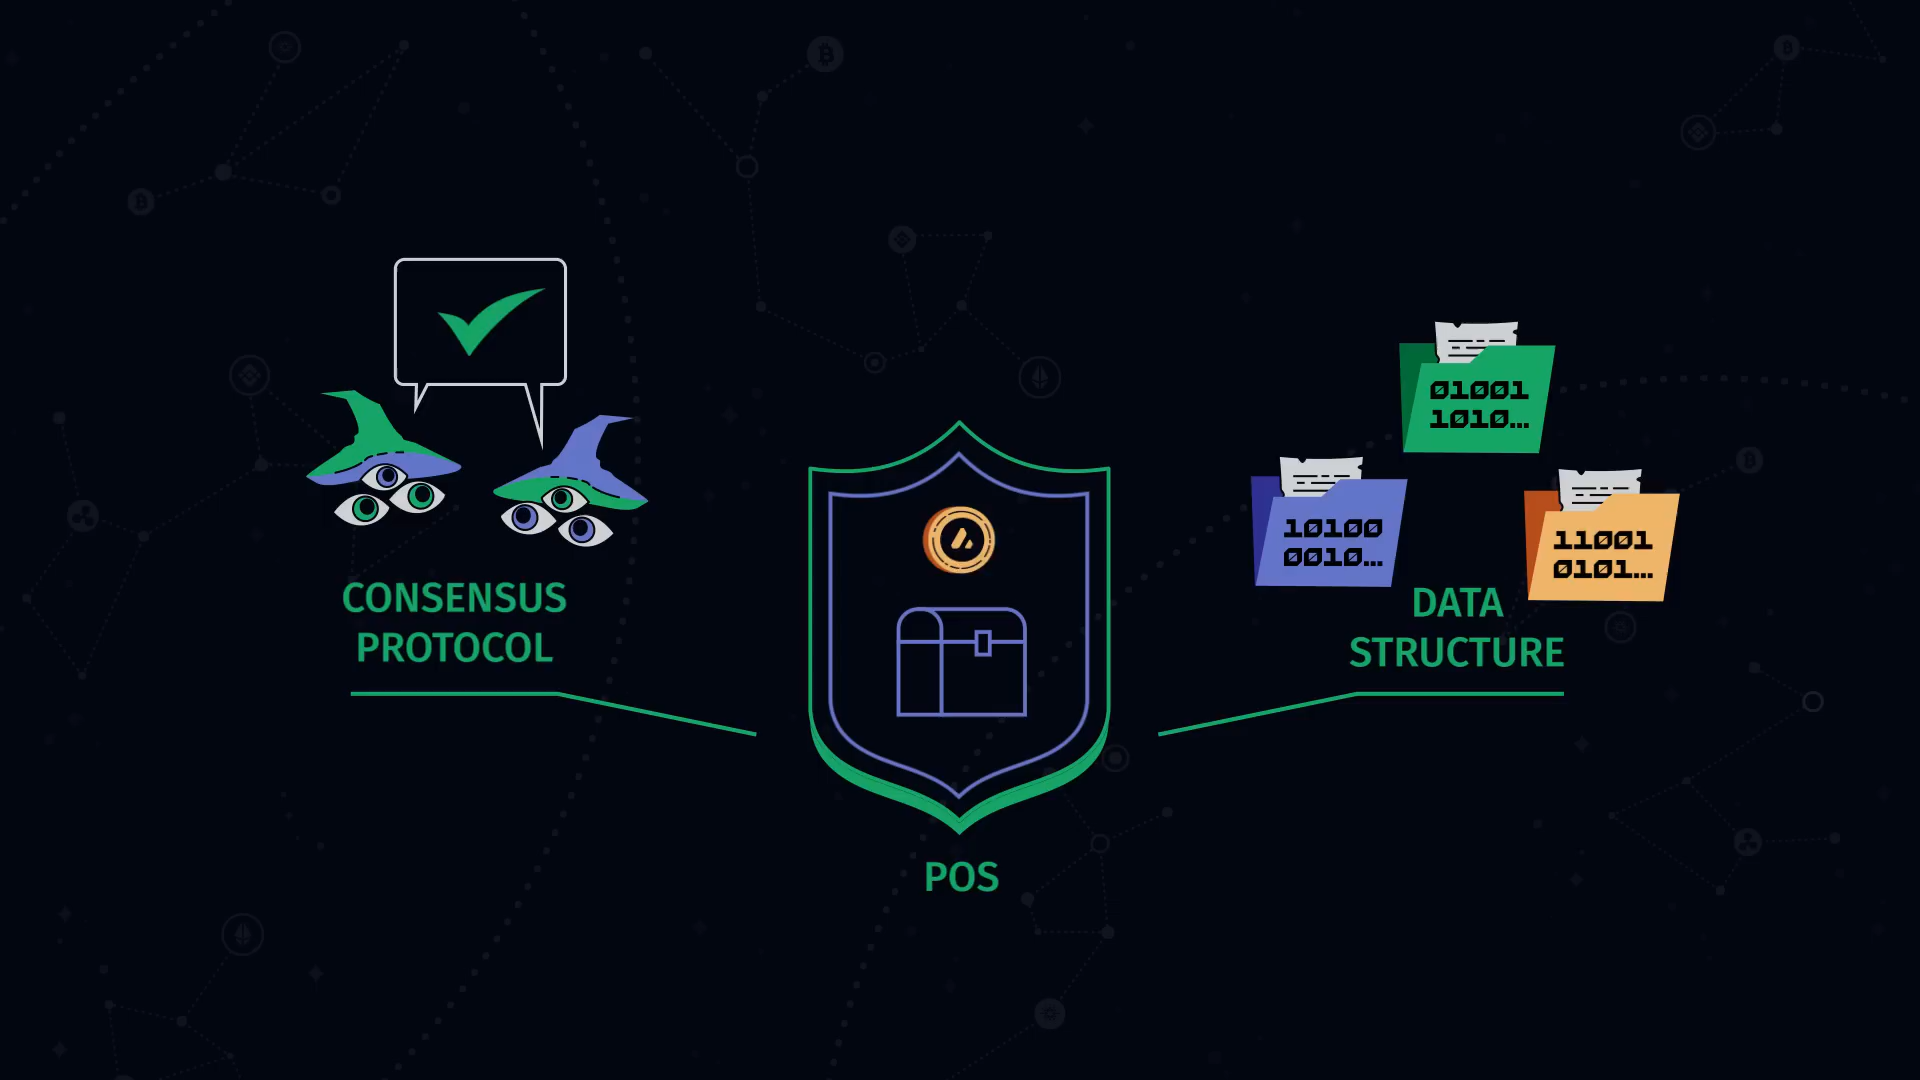 CONSENSUS
PROTOCOL
01001
1010...
10100
0010...
11001
0101...
DATA
STRUCTURE
POS